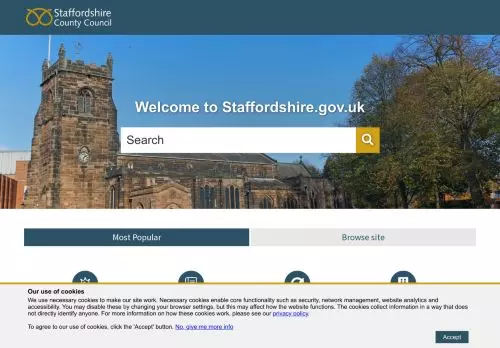 Staffordshire
County Council
Welcome to Staffordshire.gov.uk
Search
Most Popular
Browse site
Our use of cookies
We use necessary cookies to make our site work. Necessary cookies enable core functionality such as security, network management, website analytics and
accessibility. You may disable these by changing your browser settings, but this may affect how the website functions. The cookies collect information in a way that does
not directly identify anyone. For more information on how these cookies work, please see our privacy policy.
To agree to our use of cookies, click the 'Accept' button. No, give me more info
Accept